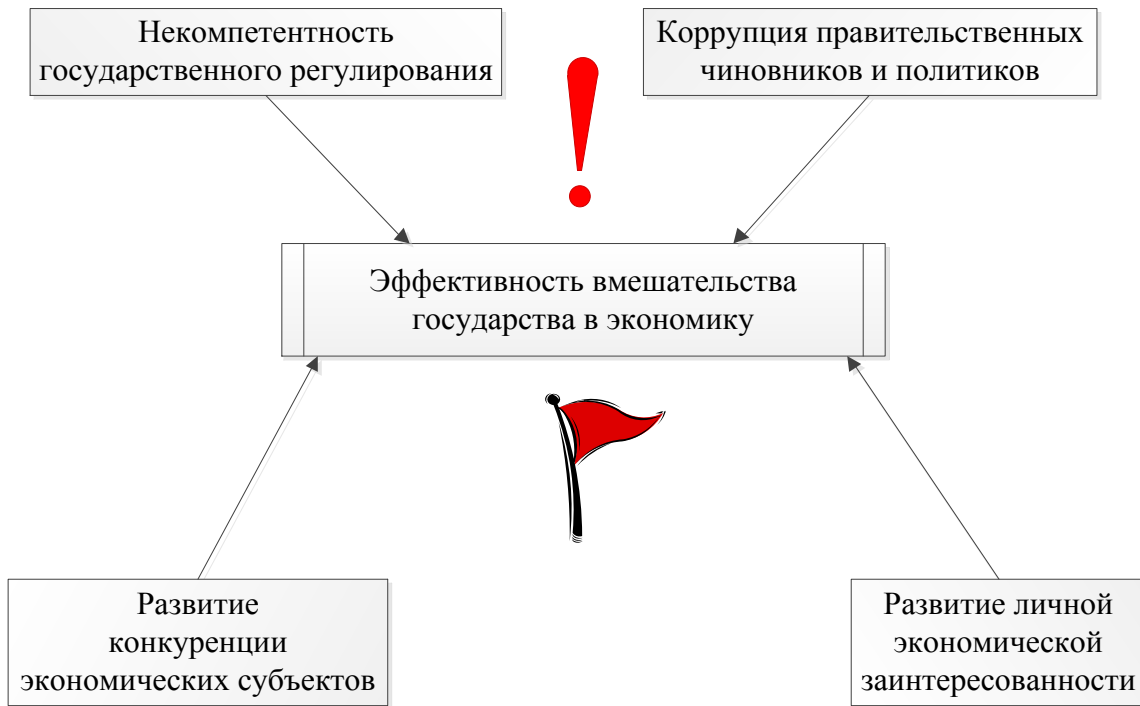 Некомпетентность
государственного регулирования
Коррупция правительственных
чиновников и политиков
Эффективность вмешательства
государства в экономику
Развитие
конкуренции
экономических субъектов
Развитие личной
экономической
заинтересованности